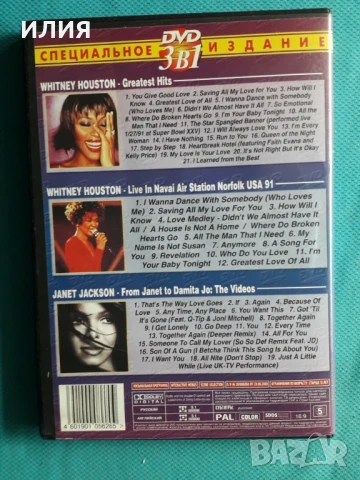 илия
СПЕЦИАЛЬНОЕ DVD ИЗДАНИЕ
3 В 1
WHITNEY HOUSTON - Greatest Hits
1. You Give Good Love 2. Saving All My Love for You 3. How Will I
Know 4. Greatest Love of All 5. I Wanna Dance with Somebody
(Who Loves Me) 6. Didn't We Almost Have It All 7. So Emotional
8. Where Do Broken Hearts Go 9. I'm Your Baby Tonight 10. All the
Man That I Need 11. The Star Spangled Banner (performed live
1/27/91 at Super Bowl XXV) 12. I Will Always Love You 13. I'm Every
Woman 14. I Have Nothing 15. Run to You 16. Queen of the Night
17. Step by Step 18. Heartbreak Hotel (featuring Faith Evans and
Kelly Price) 19. My Love Is Your Love 20. It's Not Right But It's Okay
21. I Learned from the Best
WHITNEY HOUSTON - Live In Navai Air Station Norfolk USA 91
1. I Wanna Dance with Somebody (Who Loves
Me) 2. Saving All My Love For You 3. How Will I
Know 4. Love Medley - Didn't We Almost Have It
All / A House Is Not A Home / Where Do Broken
Hearts Go 5. All The Man That I Need 6. My
Name Is Not Susan 7. Anymore 8. A Song For
You 9. Revelation 10. Who Do You Love 11. I'm
Your Baby Tonight 12. Greatest Love Of All
JANET JACKSON - From Janet to Damita Jo: The Videos
1. That's The Way Love Goes 2. If 3. Again 4. Because Of
Love 5. Any Time, Any Place 6. You Want This 7. Got 'Til
It's Gone (Feat. Q-Tip & Joni Mitchell) 8. Together Again
9. I Get Lonely 10. Go Deep 11. You 12. Every Time
13. Together Again (Deeper Remix) 14. All For You
15. Someone To Call My Lover (So So Def Remix Feat. JD)
16. Son Of A Gun (I Betcha Think This Song Is About You)
17. I Want You 18. All Nite (Don't Stop) 19. Just A Little
While (Live UK-TV Performance)
DOLBY DIGITAL
РУССКИЙ
PAL COLOR 16:9 5
4 601901 056265
bazar.bg